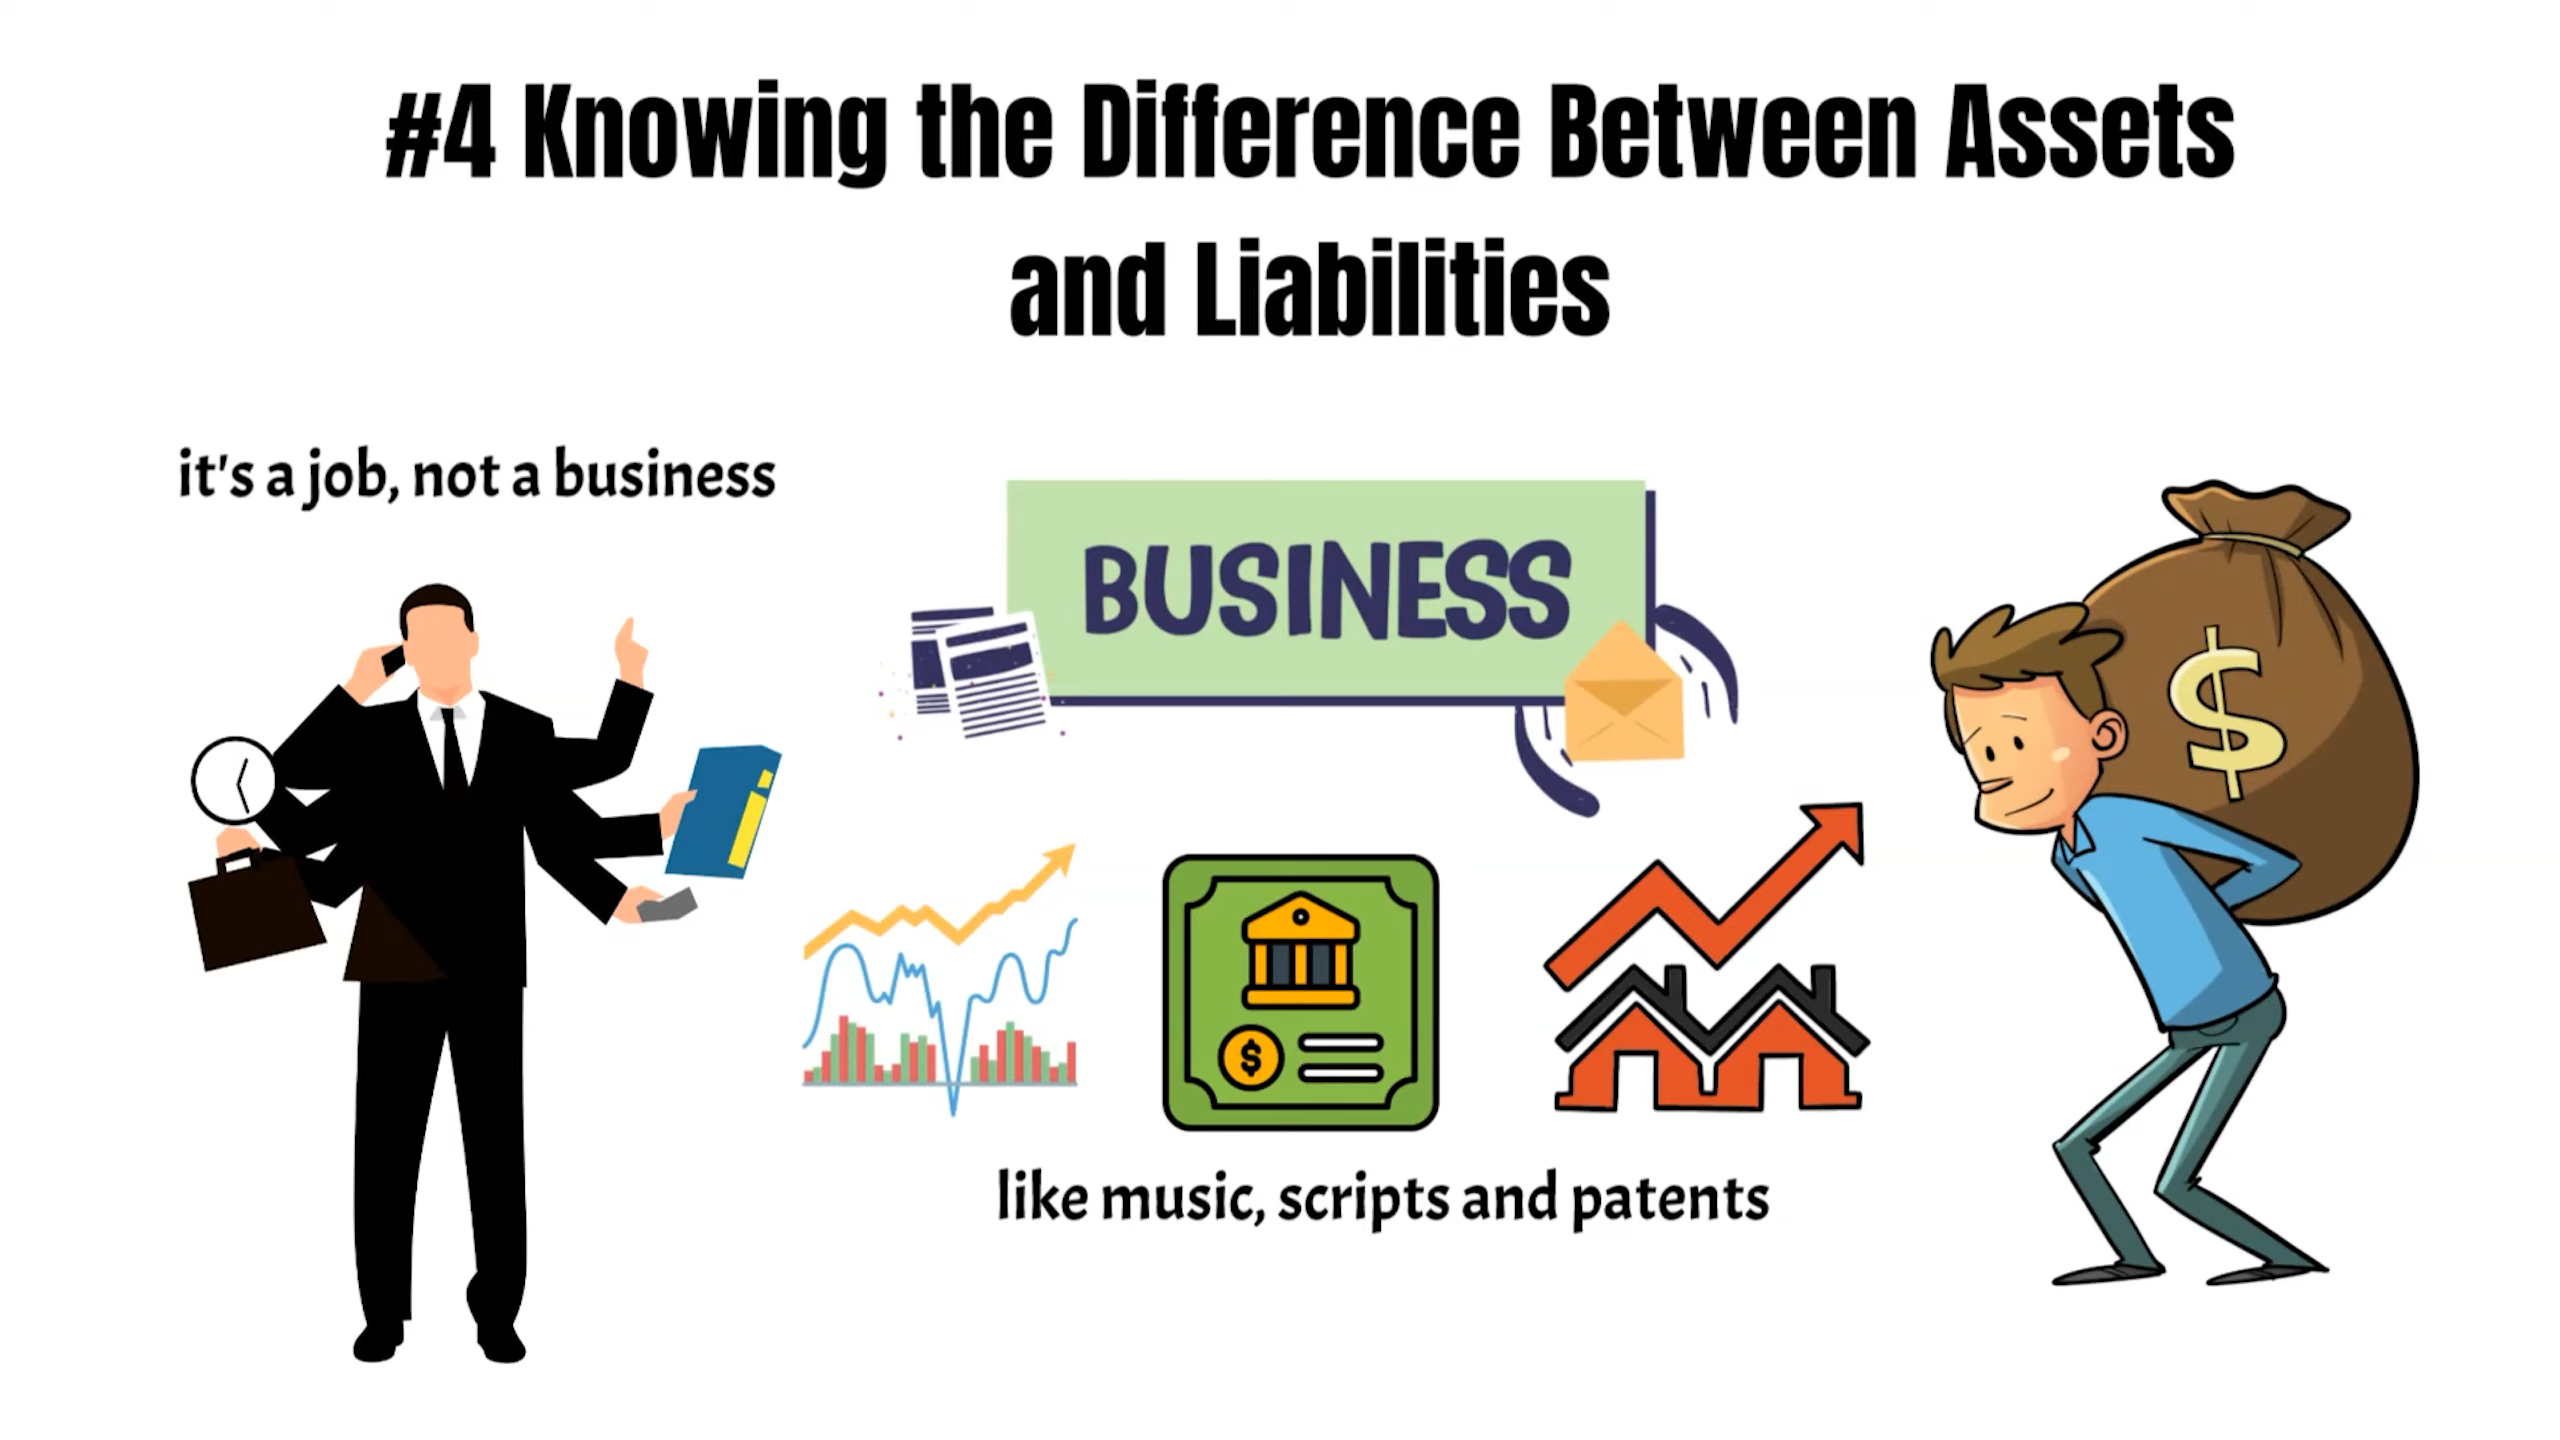 #4 Knowing the Difference Between Assets
and Liabilities
it's a job, not a business
BUSINESS
$
$
like music, scripts and patents